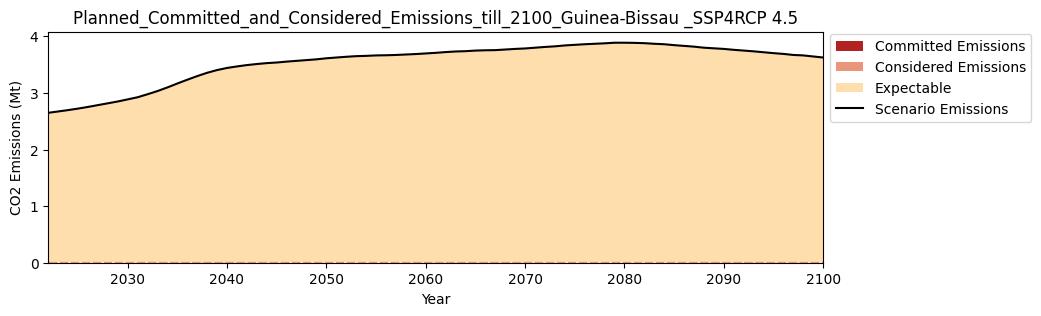 Planned_Committed_and_Considered_Emissions_till_2100_Guinea-Bissau _SSP4RCP 4.5
CO2 Emissions (Mt)
4
3
2
1
0
2030 2040 2050 2060 2070 2080 2090 2100
Year
Committed Emissions
Considered Emissions
Expectable
Scenario Emissions